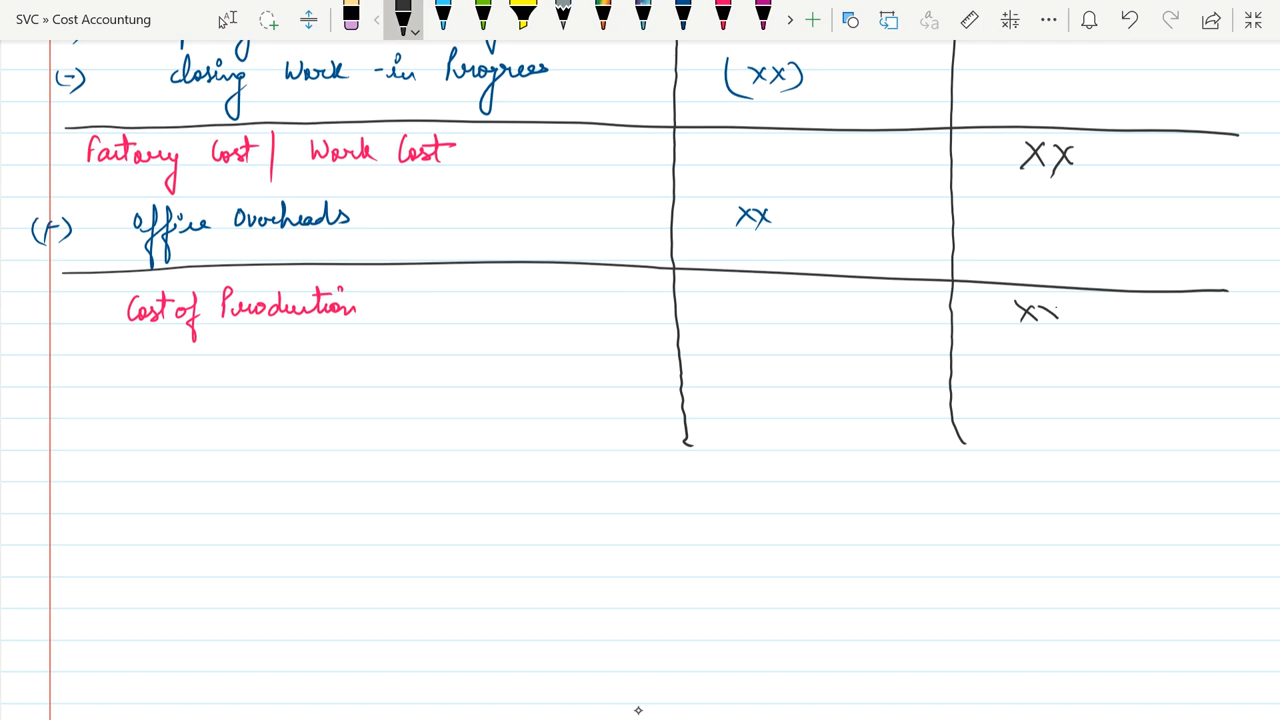 SVC » Cost Accountung
(-) closing Work-in Progress (xx)
Factory Cost | Work Cost XX
(+) Office Overheads xx
Cost of Production xx